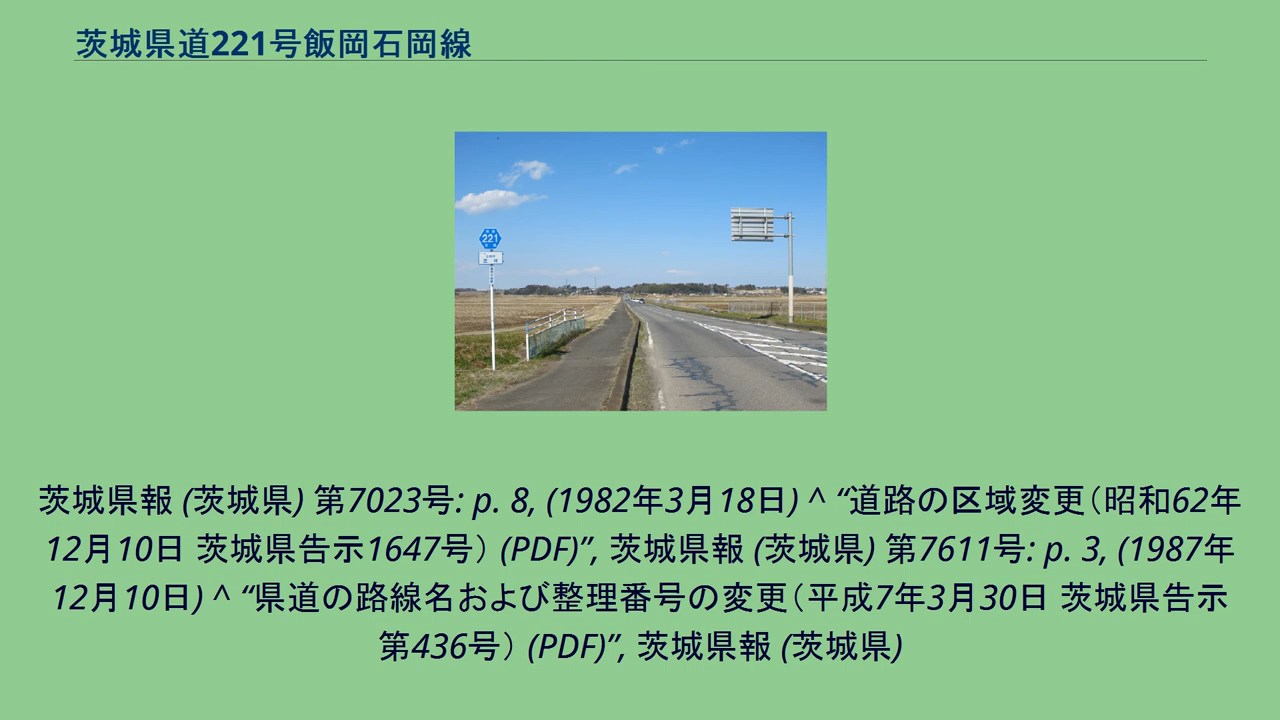 茨城県道221号飯岡石岡線
221
茨城県報 (茨城県) 第7023号: p. 8, (1982年3月18日) ^ “道路の区域変更（昭和62年
12月10日 茨城県告示1647号） (PDF)”, 茨城県報 (茨城県) 第7611号: p. 3, (1987年
12月10日) ^ “県道の路線名および整理番号の変更（平成7年3月30日 茨城県告示
第436号） (PDF)”, 茨城県報 (茨城県)